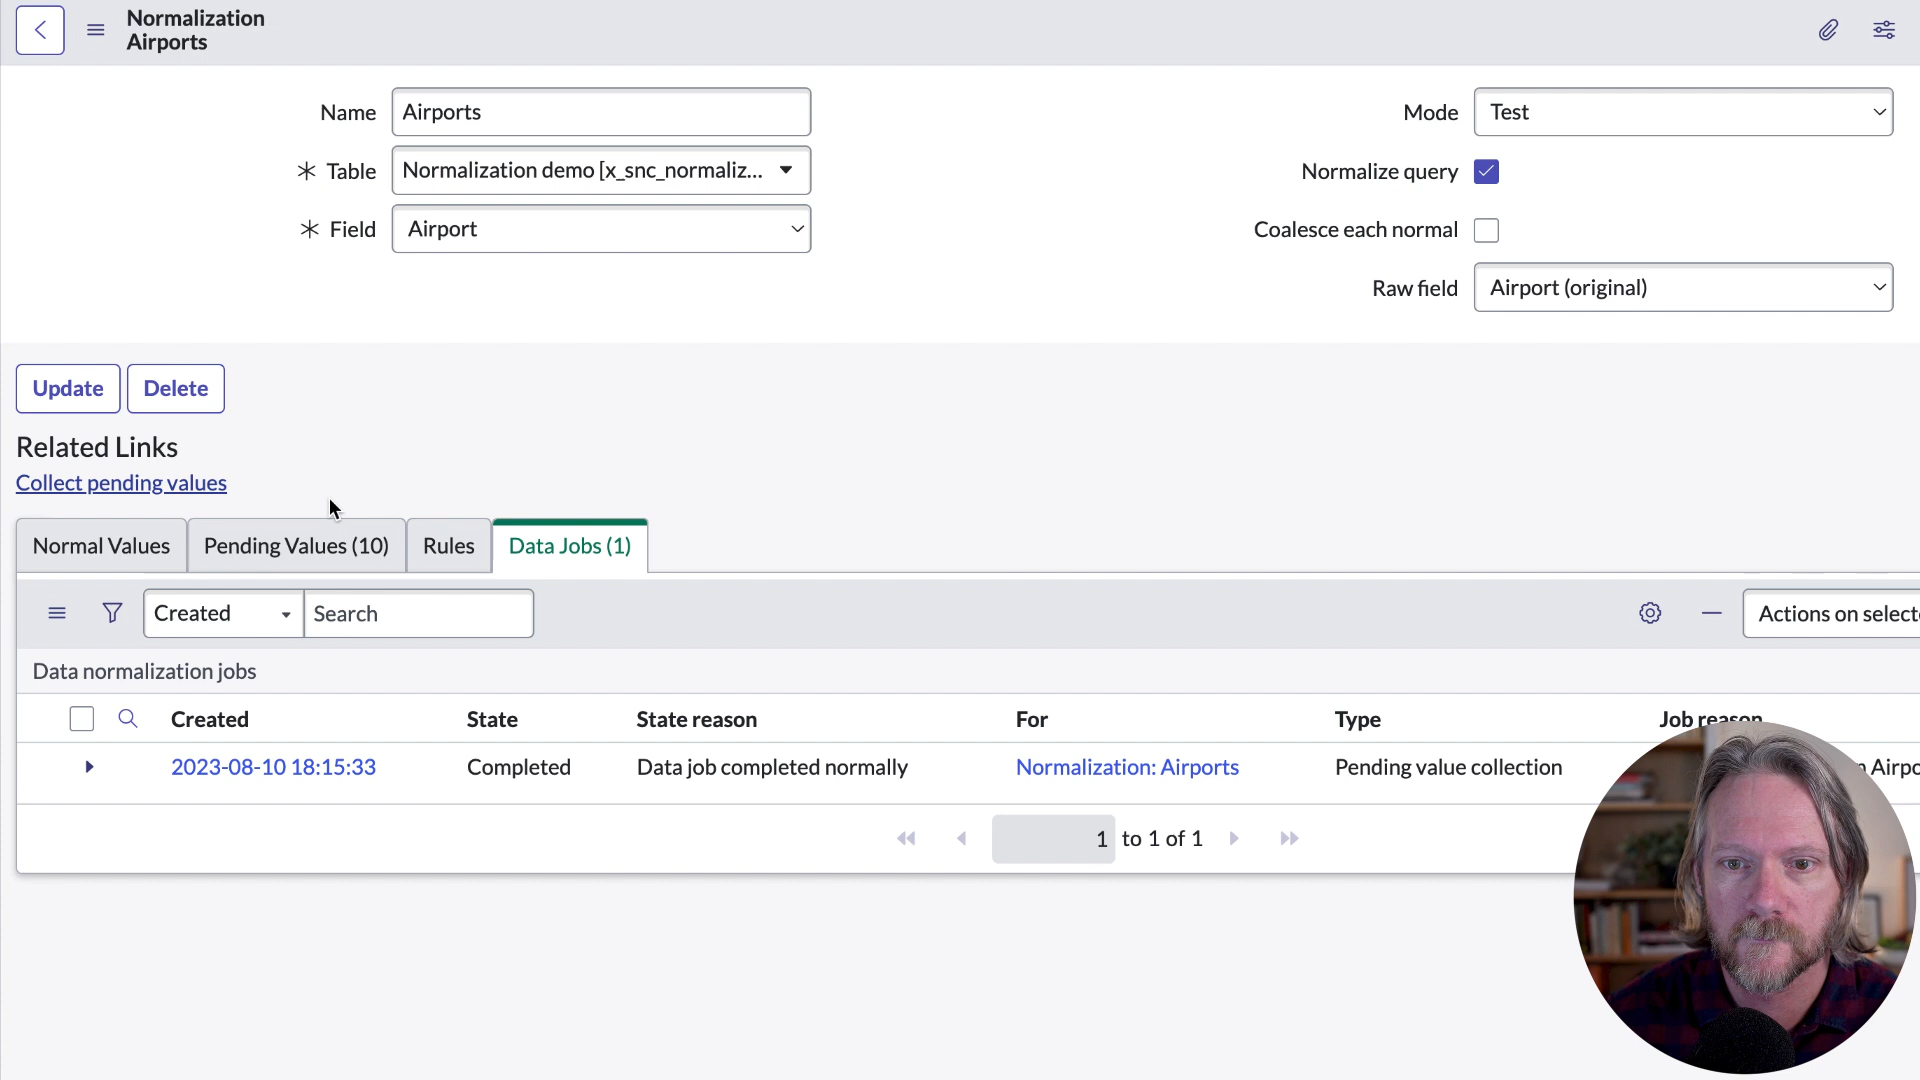 Normalization
Airports
Name
Airports
Mode
Test
✳ Table
Normalization demo [x_snc_normaliz...
Normalize query
✳ Field
Airport
Coalesce each normal
Raw field
Airport (original)
Update
Delete
Related Links
Collect pending values
Normal Values
Pending Values (10)
Rules
Data Jobs (1)
Created
Search
Actions on selecte
Data normalization jobs
Created
State
State reason
For
Type
Job reason
2023-08-10 18:15:33
Completed
Data job completed normally
Normalization: Airports
Pending value collection
n Airpo
1 to 1 of 1